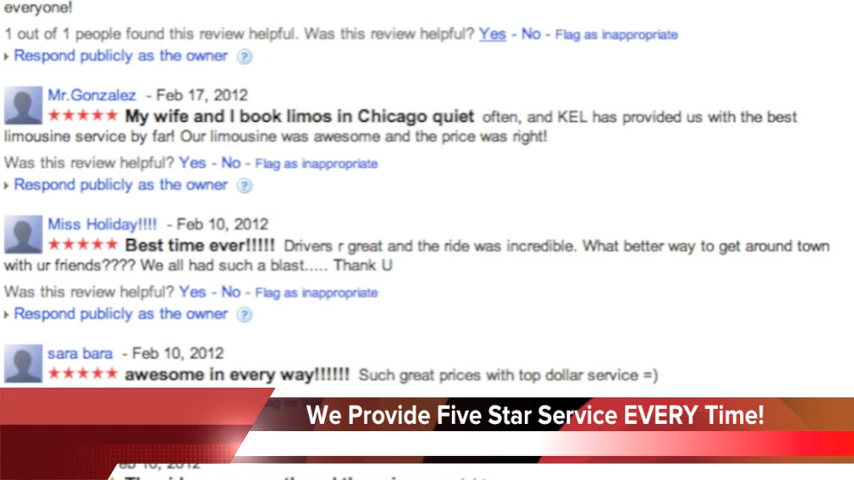 everyone!
1 out of 1 people found this review helpful. Was this review helpful? Yes - No - Flag as inappropriate
Respond publicly as the owner ?
Mr.Gonzalez - Feb 17, 2012
My wife and I book limos in Chicago quiet often, and KEL has provided us with the best
limousine service by far! Our limousine was awesome and the price was right!
Was this review helpful? Yes - No - Flag as inappropriate
Respond publicly as the owner ?
Miss Holiday!!!! - Feb 10, 2012
Best time ever!!!!! Drivers r great and the ride was incredible. What better way to get around town
with ur friends???? We all had such a blast..... Thank U
Was this review helpful? Yes - No - Flag as inappropriate
Respond publicly as the owner ?
sara bara - Feb 10, 2012
awesome in every way!!!!!! Such great prices with top dollar service =)
We Provide Five Star Service EVERY Time!